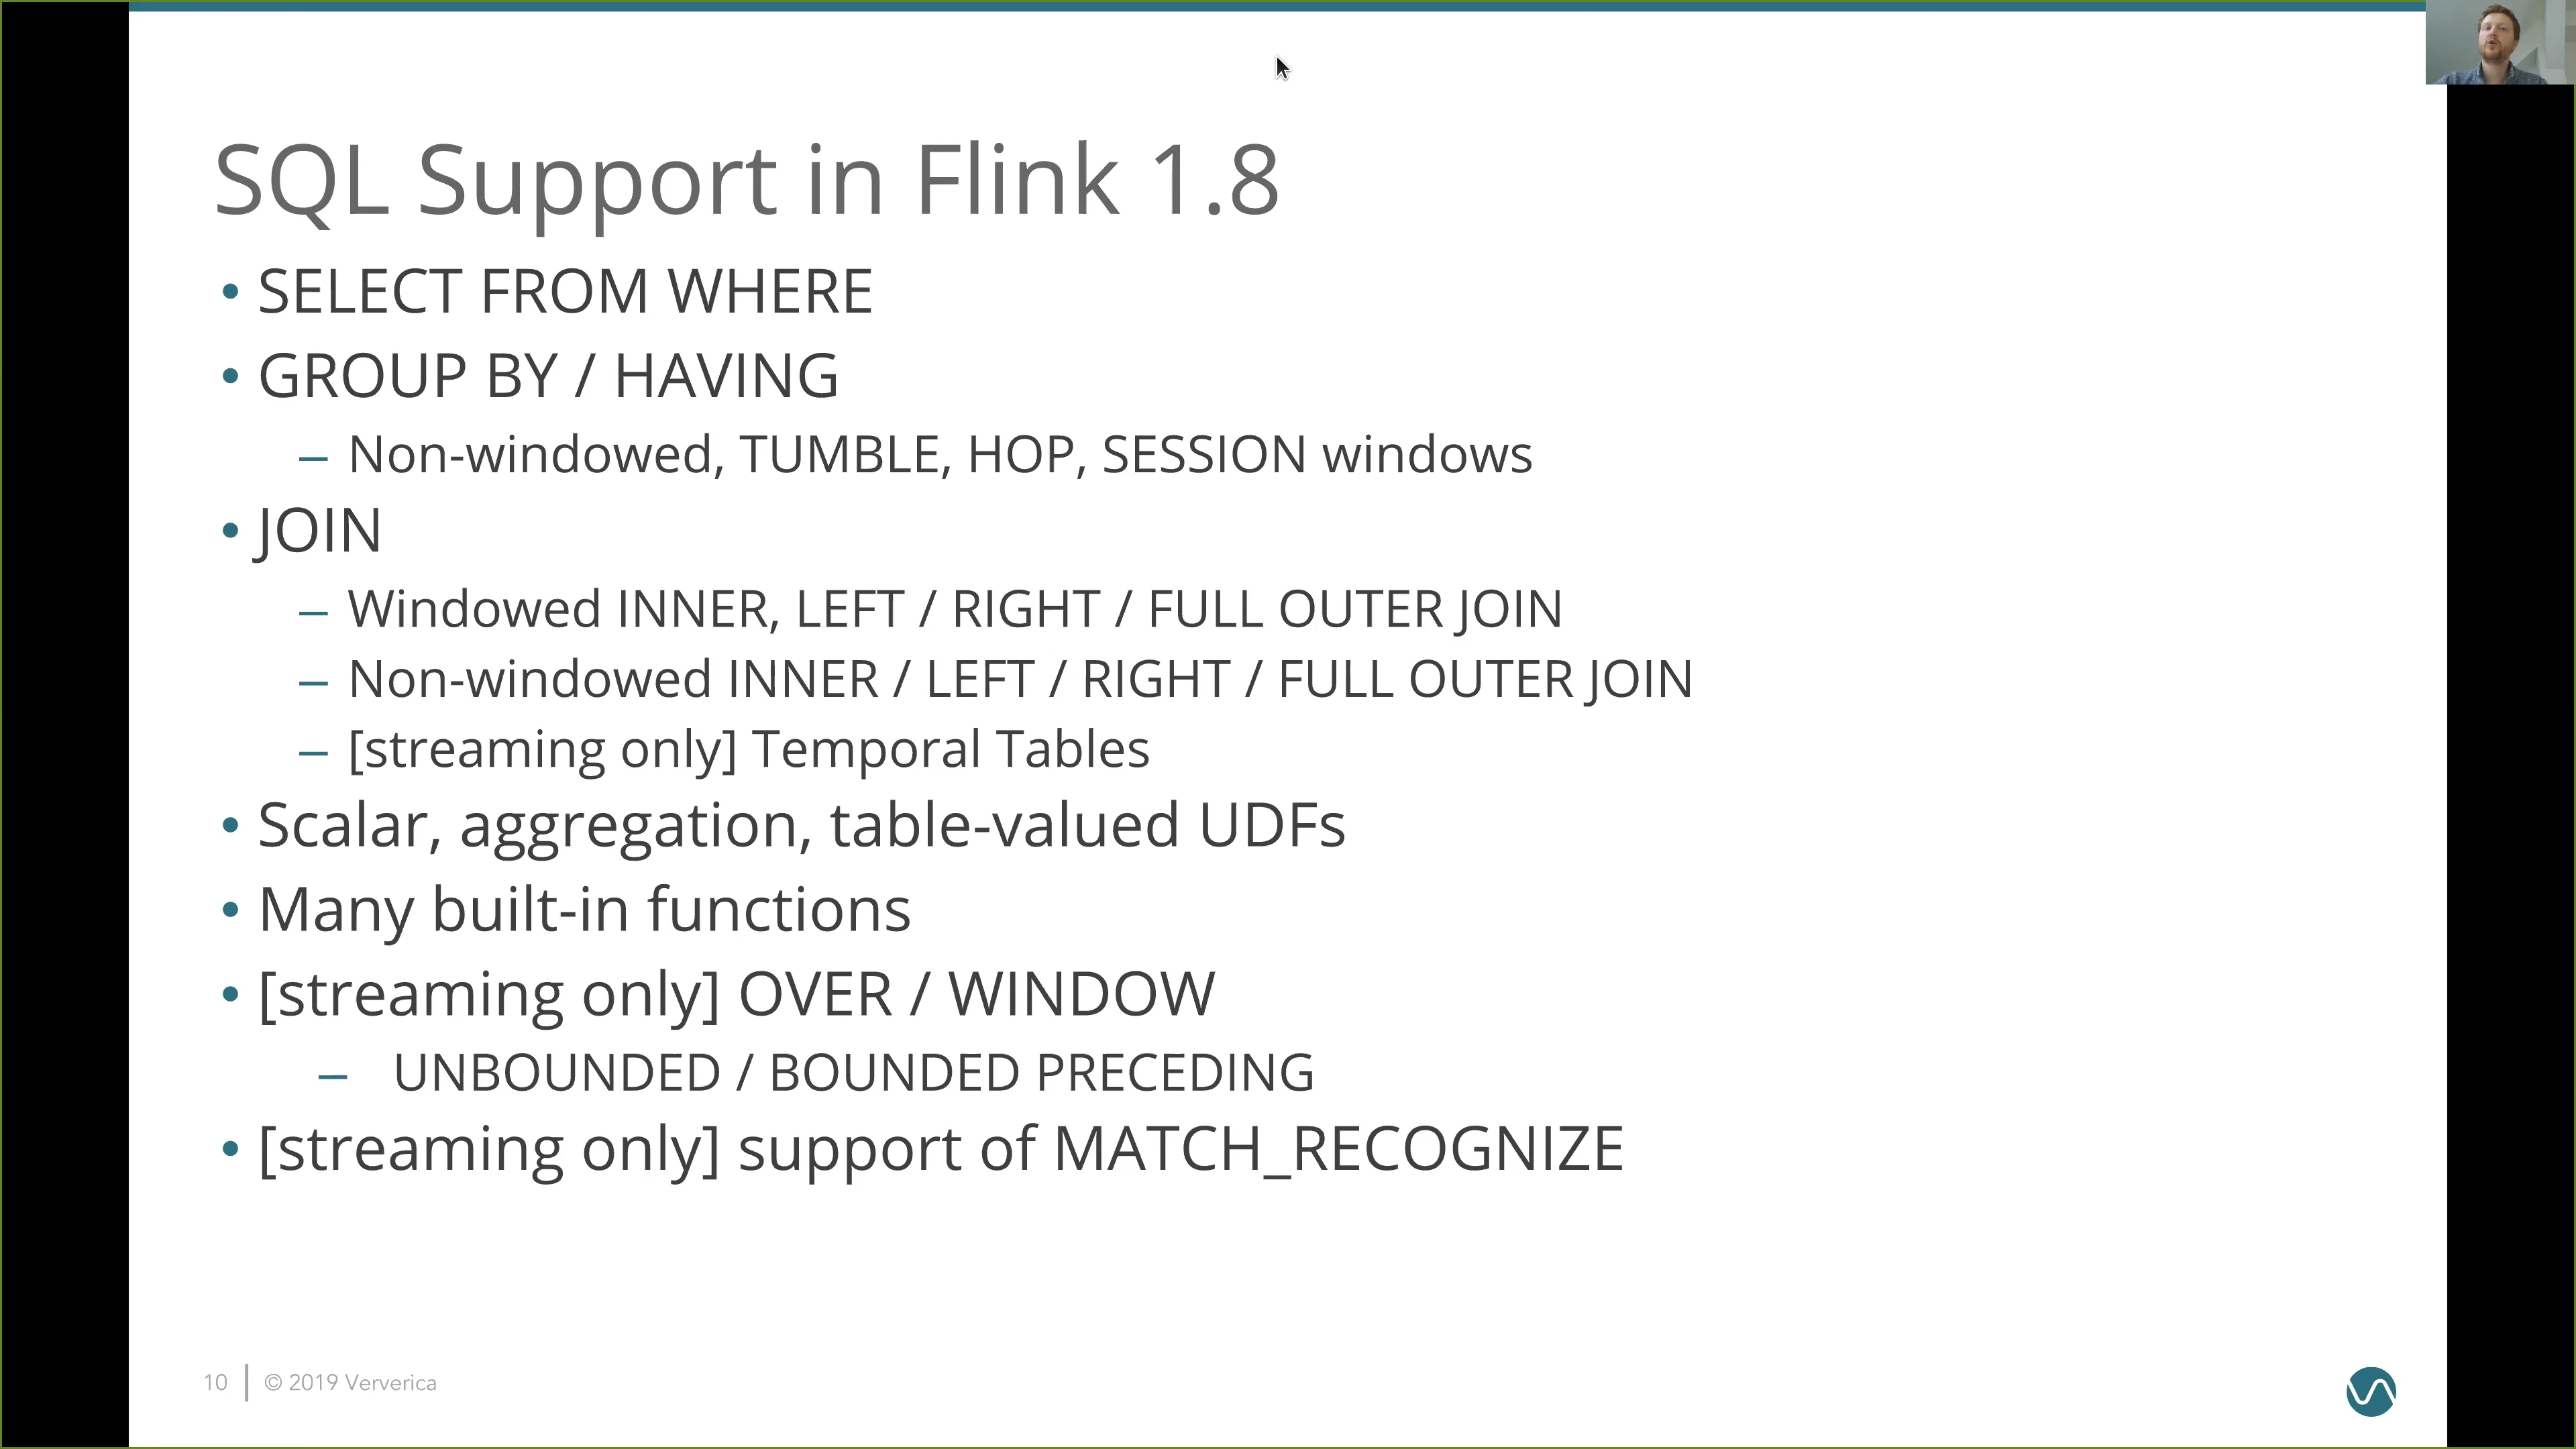 SQL Support in Flink 1.8
• SELECT FROM WHERE
• GROUP BY / HAVING
– Non-windowed, TUMBLE, HOP, SESSION windows
• JOIN
– Windowed INNER, LEFT / RIGHT / FULL OUTER JOIN
– Non-windowed INNER / LEFT / RIGHT / FULL OUTER JOIN
– [streaming only] Temporal Tables
• Scalar, aggregation, table-valued UDFs
• Many built-in functions
• [streaming only] OVER / WINDOW
– UNBOUNDED / BOUNDED PRECEDING
• [streaming only] support of MATCH_RECOGNIZE
10 | © 2019 Ververica